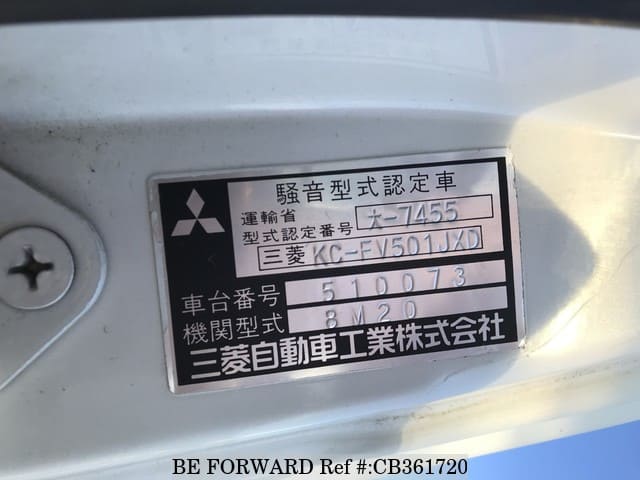 騒音型式認定車
運輸省
型式認定番号 大-7455
三菱 KC-FV501JXD
車台番号 510073
機関型式 8M20
三菱自動車工業株式会社
BE FORWARD Ref #:CB361720